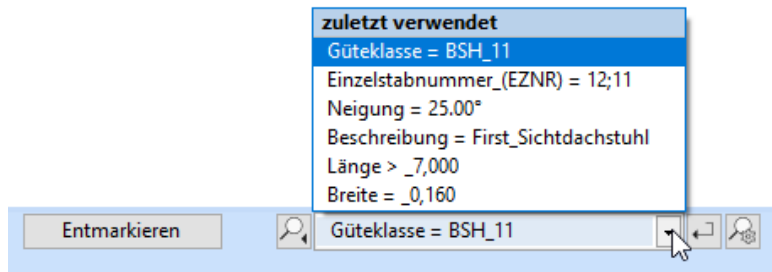 zuletzt verwendet
Güteklasse = BSH_11
Einzelstabnummer_(EZNR) = 12;11
Neigung = 25.00°
Beschreibung = First_Sichtdachstuhl
Länge > _7,000
Breite = _0,160
Entmarkieren Güteklasse = BSH_11